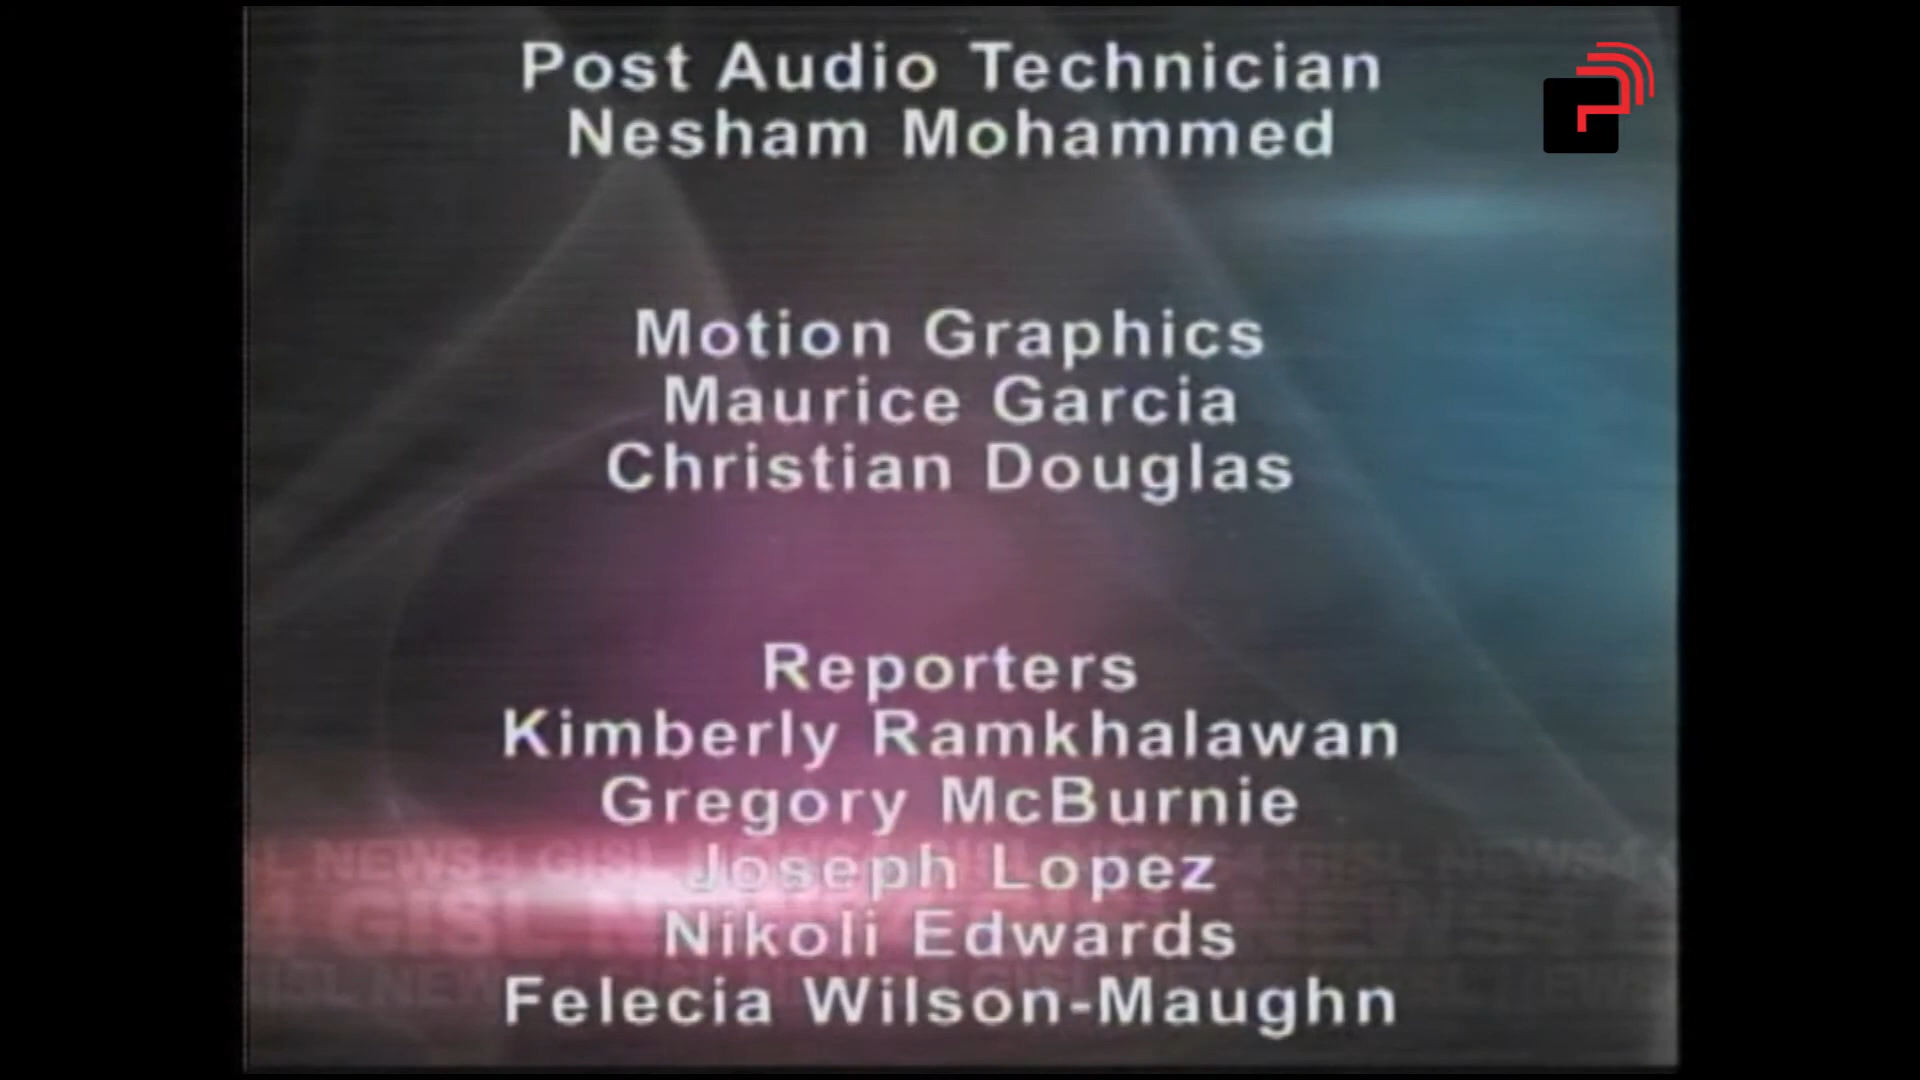 Post Audio Technician
Nesham Mohammed
Motion Graphics
Maurice Garcia
Christian Douglas
Reporters
Kimberly Ramkhalawan
Gregory McBurnie
Joseph Lopez
Nikoli Edwards
Felecia Wilson-Maughn